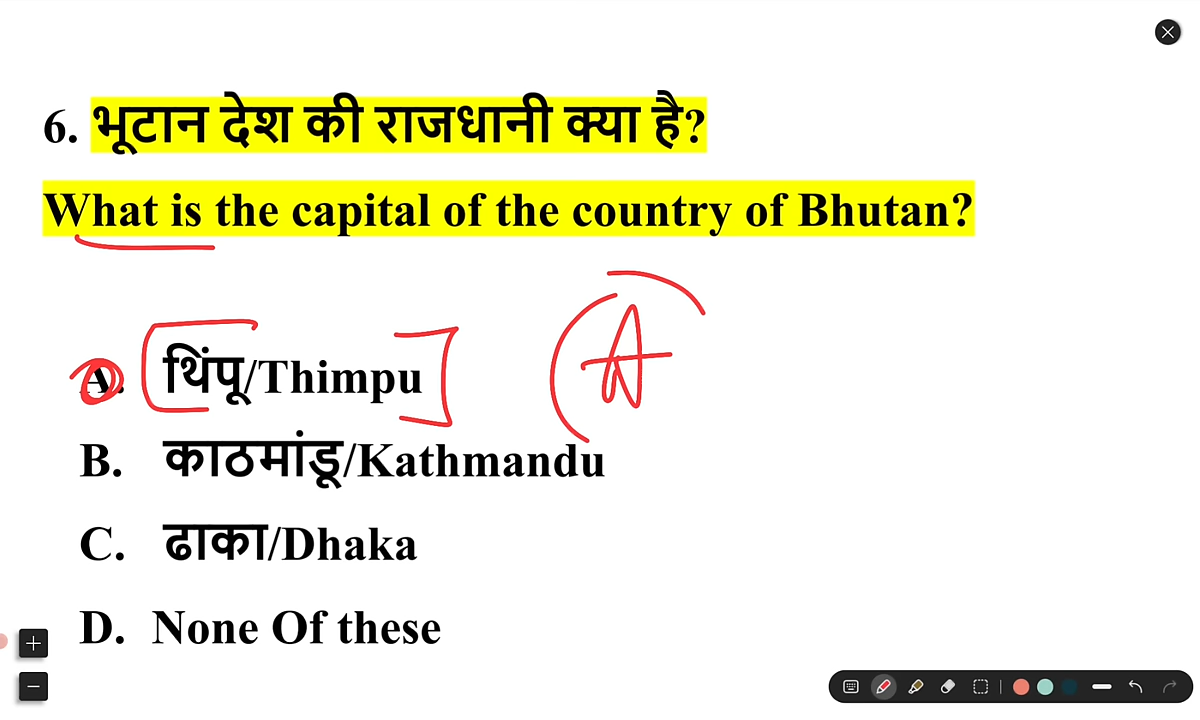 6. भूटान देश की राजधानी क्या है?
What is the capital of the country of Bhutan?
A. थिंपू/Thimpu A
B. काठमांडू/Kathmandu
C. ढाका/Dhaka
D. None Of these